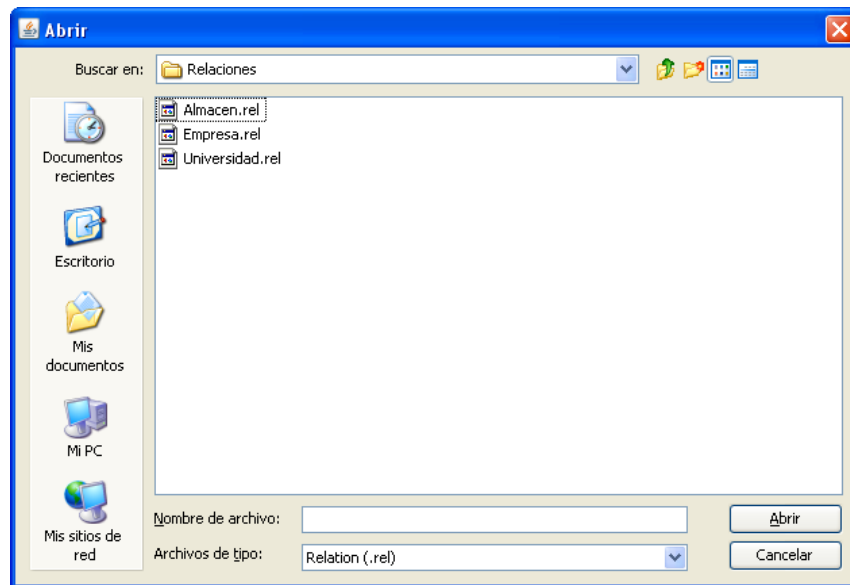 Abrir
Buscar en: Relaciones
Almacen.rel
Empresa.rel
Universidad.rel
Documentos
recientes
Escritorio
Mis
documentos
Mi PC
Mis sitios de
red
Nombre de archivo: Abrir
Archivos de tipo: Relation (.rel) Cancelar